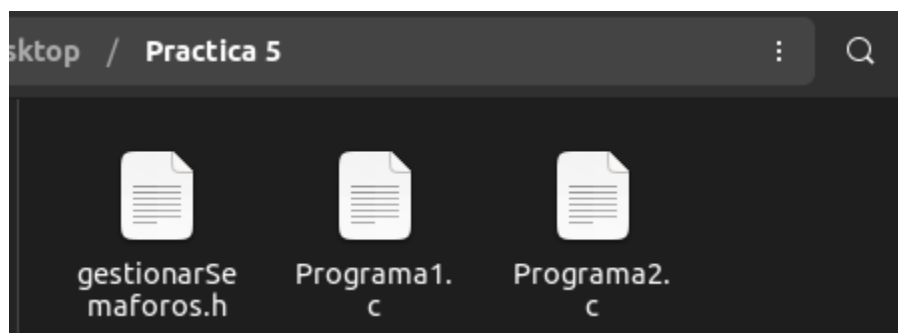 sktop / Practica 5
gestionarSe
maforos.h
Programa1.
c
Programa2.
c